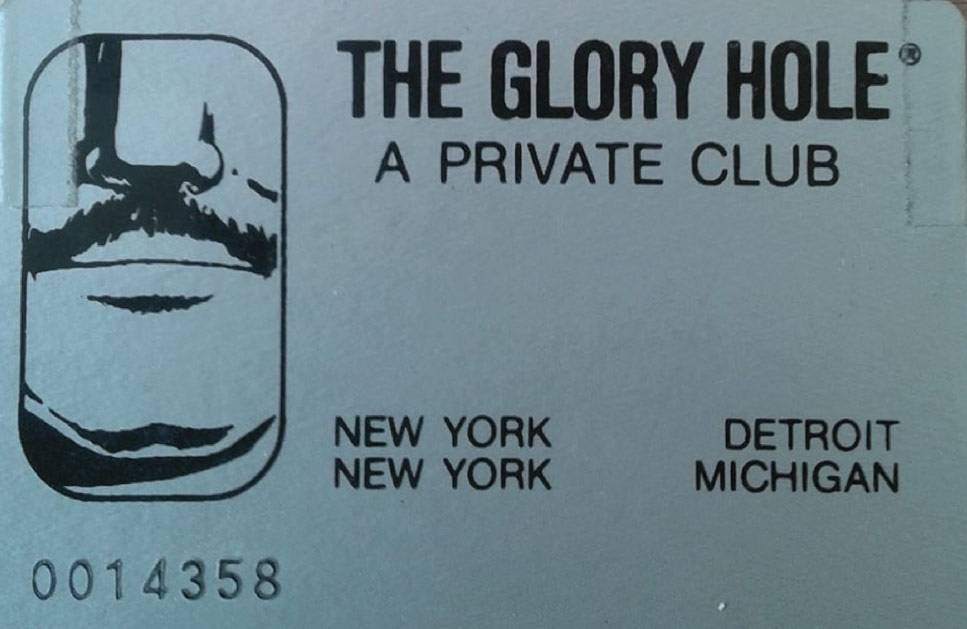 THE GLORY HOLE®
A PRIVATE CLUB
NEW YORK
NEW YORK
DETROIT
MICHIGAN
0014358